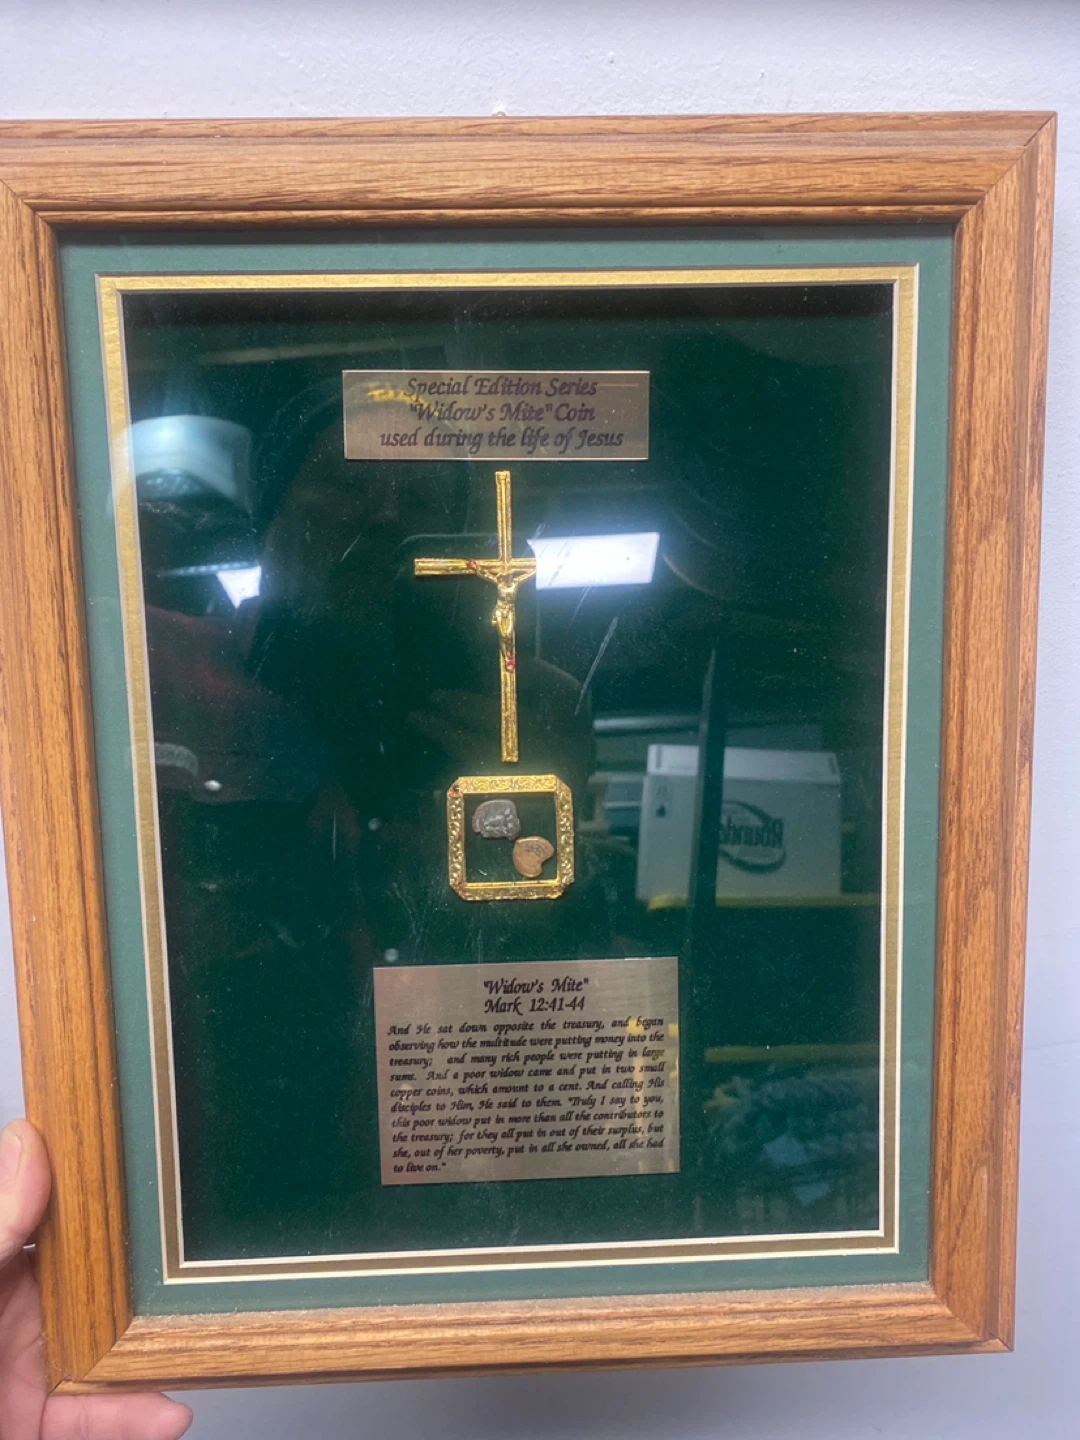 Special Edition Series
"Widow's Mite" Coin
used during the life of Jesus
"Widow's Mite"
Mark 12:41-44
And He sat down opposite the treasury, and began
observing how the multitude were putting money into the
treasury; and many rich people were putting in large
sums. And a poor widow came and put in two small
copper coins, which amount to a cent. And calling His
disciples to Him, He said to them. "Truly I say to you,
this poor widow put in more than all the contributors to
the treasury; for they all put in out of their surplus, but
she, out of her poverty, put in all she owned, all she had
to live on."